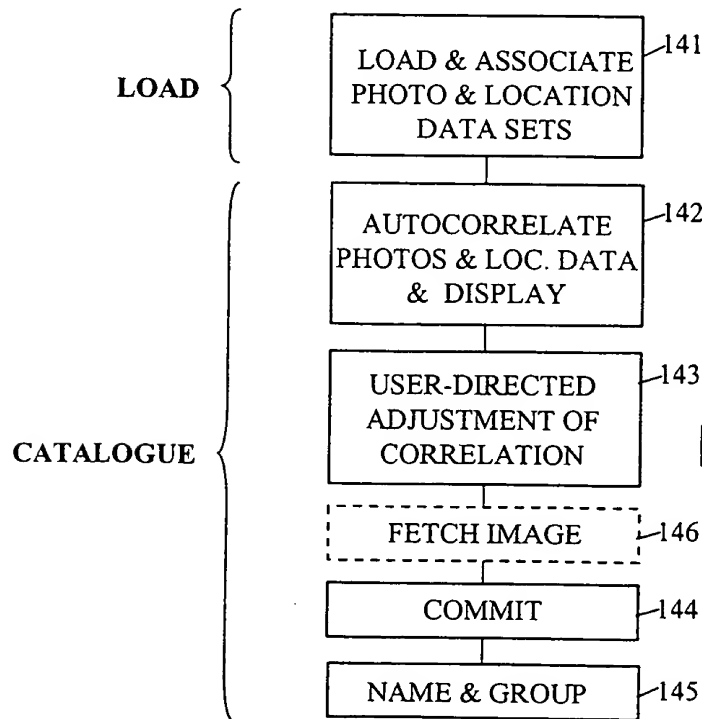 LOAD
LOAD & ASSOCIATE
PHOTO & LOCATION
DATA SETS
141
CATALOGUE
AUTOCORRELATE
PHOTOS & LOC. DATA
& DISPLAY
142
USER-DIRECTED
ADJUSTMENT OF
CORRELATION
143
FETCH IMAGE
146
COMMIT
144
NAME & GROUP
145